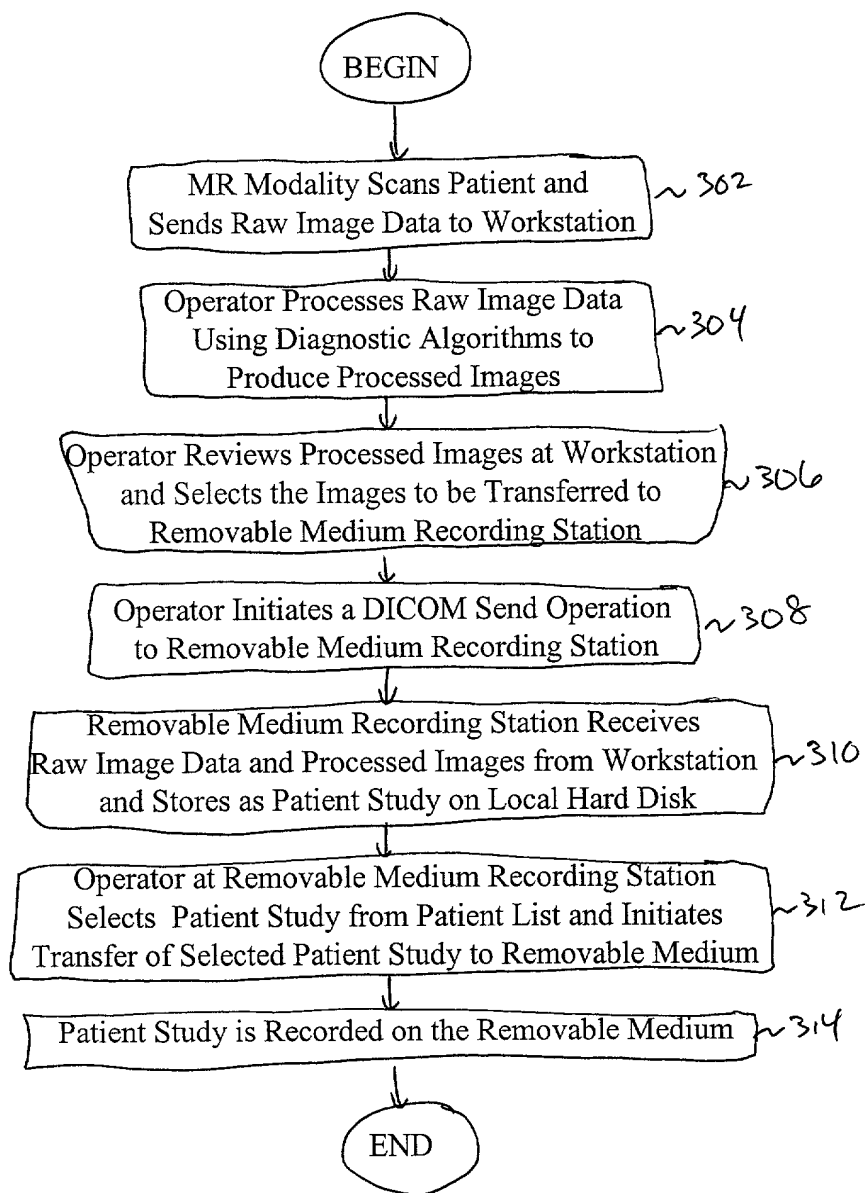 BEGIN
MR Modality Scans Patient and
Sends Raw Image Data to Workstation
~302
Operator Processes Raw Image Data
Using Diagnostic Algorithms to
Produce Processed Images
~304
Operator Reviews Processed Images at Workstation
and Selects the Images to be Transferred to
Removable Medium Recording Station
~306
Operator Initiates a DICOM Send Operation
to Removable Medium Recording Station
~308
Removable Medium Recording Station Receives
Raw Image Data and Processed Images from Workstation
and Stores as Patient Study on Local Hard Disk
~310
Operator at Removable Medium Recording Station
Selects Patient Study from Patient List and Initiates
Transfer of Selected Patient Study to Removable Medium
~312
Patient Study is Recorded on the Removable Medium
~314
END